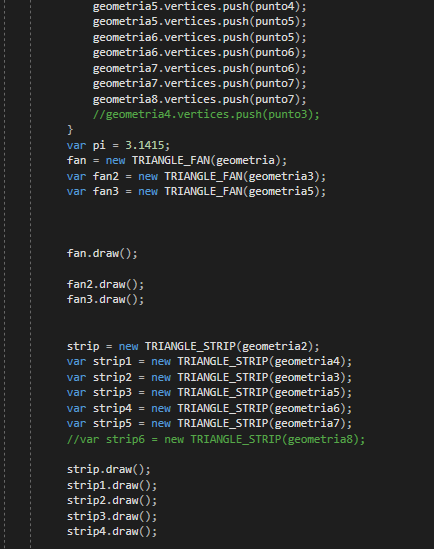 geometria5.vertices.push(punto4);
geometria5.vertices.push(punto5);
geometria6.vertices.push(punto5);
geometria6.vertices.push(punto6);
geometria7.vertices.push(punto6);
geometria7.vertices.push(punto7);
geometria8.vertices.push(punto7);
//geometria4.vertices.push(punto3);
}
var pi = 3.1415;
fan = new TRIANGLE_FAN(geometria);
var fan2 = new TRIANGLE_FAN(geometria3);
var fan3 = new TRIANGLE_FAN(geometria5);
fan.draw();
fan2.draw();
fan3.draw();
strip = new TRIANGLE_STRIP(geometria2);
var strip1 = new TRIANGLE_STRIP(geometria4);
var strip2 = new TRIANGLE_STRIP(geometria3);
var strip3 = new TRIANGLE_STRIP(geometria5);
var strip4 = new TRIANGLE_STRIP(geometria6);
var strip5 = new TRIANGLE_STRIP(geometria7);
//var strip6 = new TRIANGLE_STRIP(geometria8);
strip.draw();
strip1.draw();
strip2.draw();
strip3.draw();
strip4.draw();